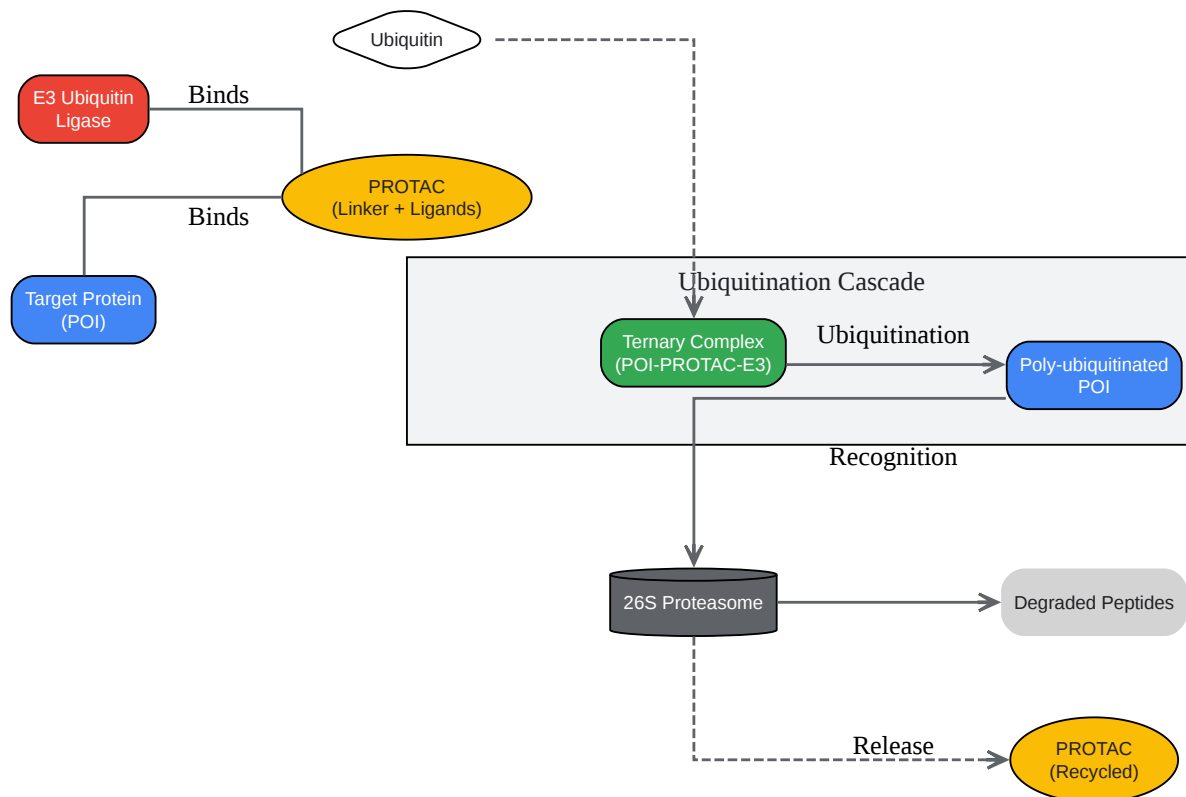 Ubiquitin
E3 Ubiquitin
Ligase
Binds
PROTAC
(Linker + Ligands)
Binds
Target Protein
(POI)
Ubiquitination Cascade
Ternary Complex
(POI-PROTAC-E3)
Ubiquitination
Poly-ubiquitinated
POI
Recognition
26S Proteasome
Degraded Peptides
Release
PROTAC
(Recycled)